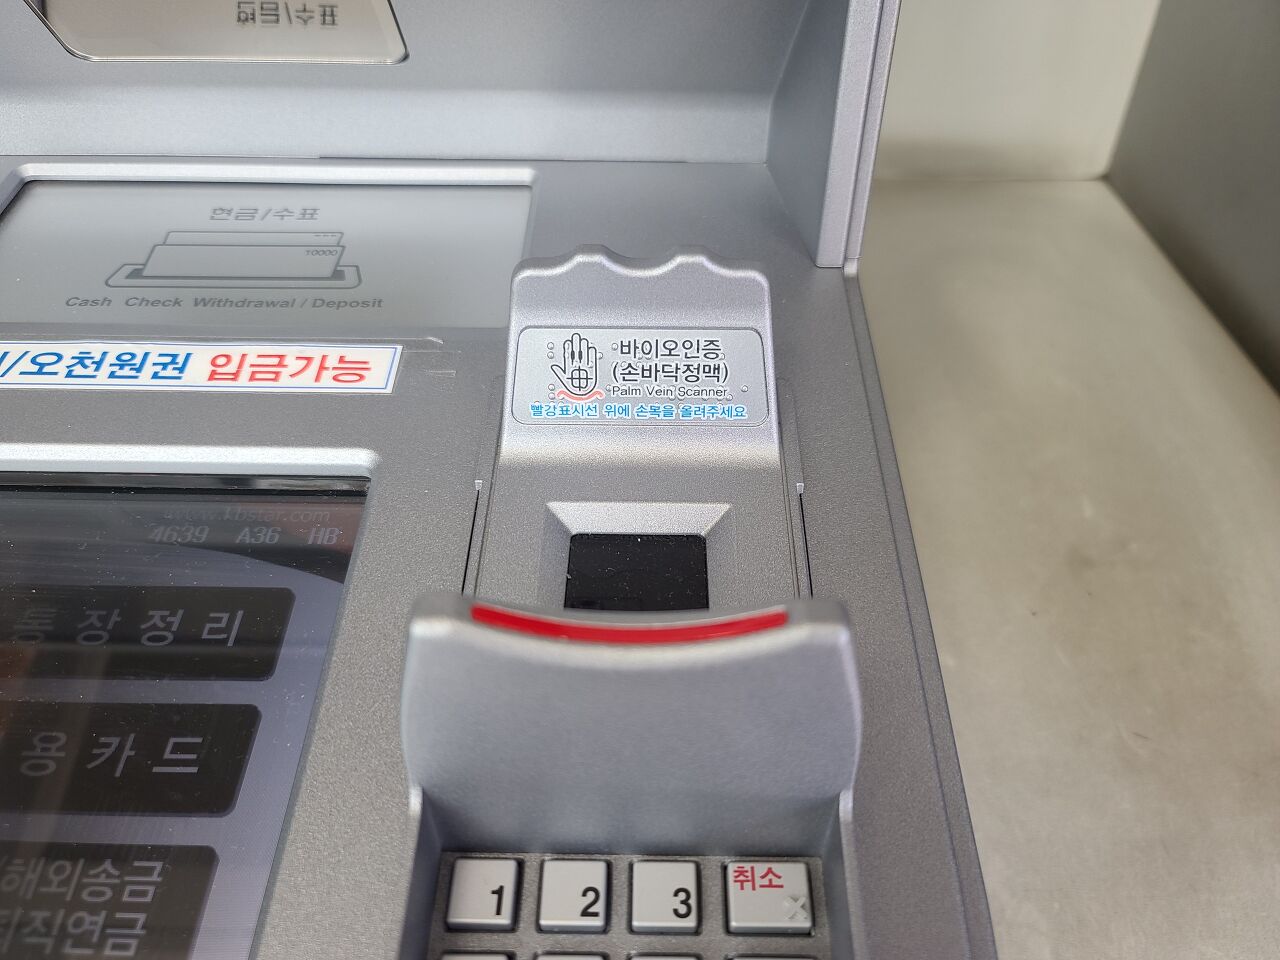 현금/수표
10000
Cash Check Withdrawal / Deposit
/오천원권 입금가능
바이오인증
(손바닥정맥)
Palm Vein Scanner
빨강표시선 위에 손목을 올려주세요
www.kbstar.com
4639 A36 HB
통장정리
용카드
/해외송금
퇴직연금
1 2 3 취소